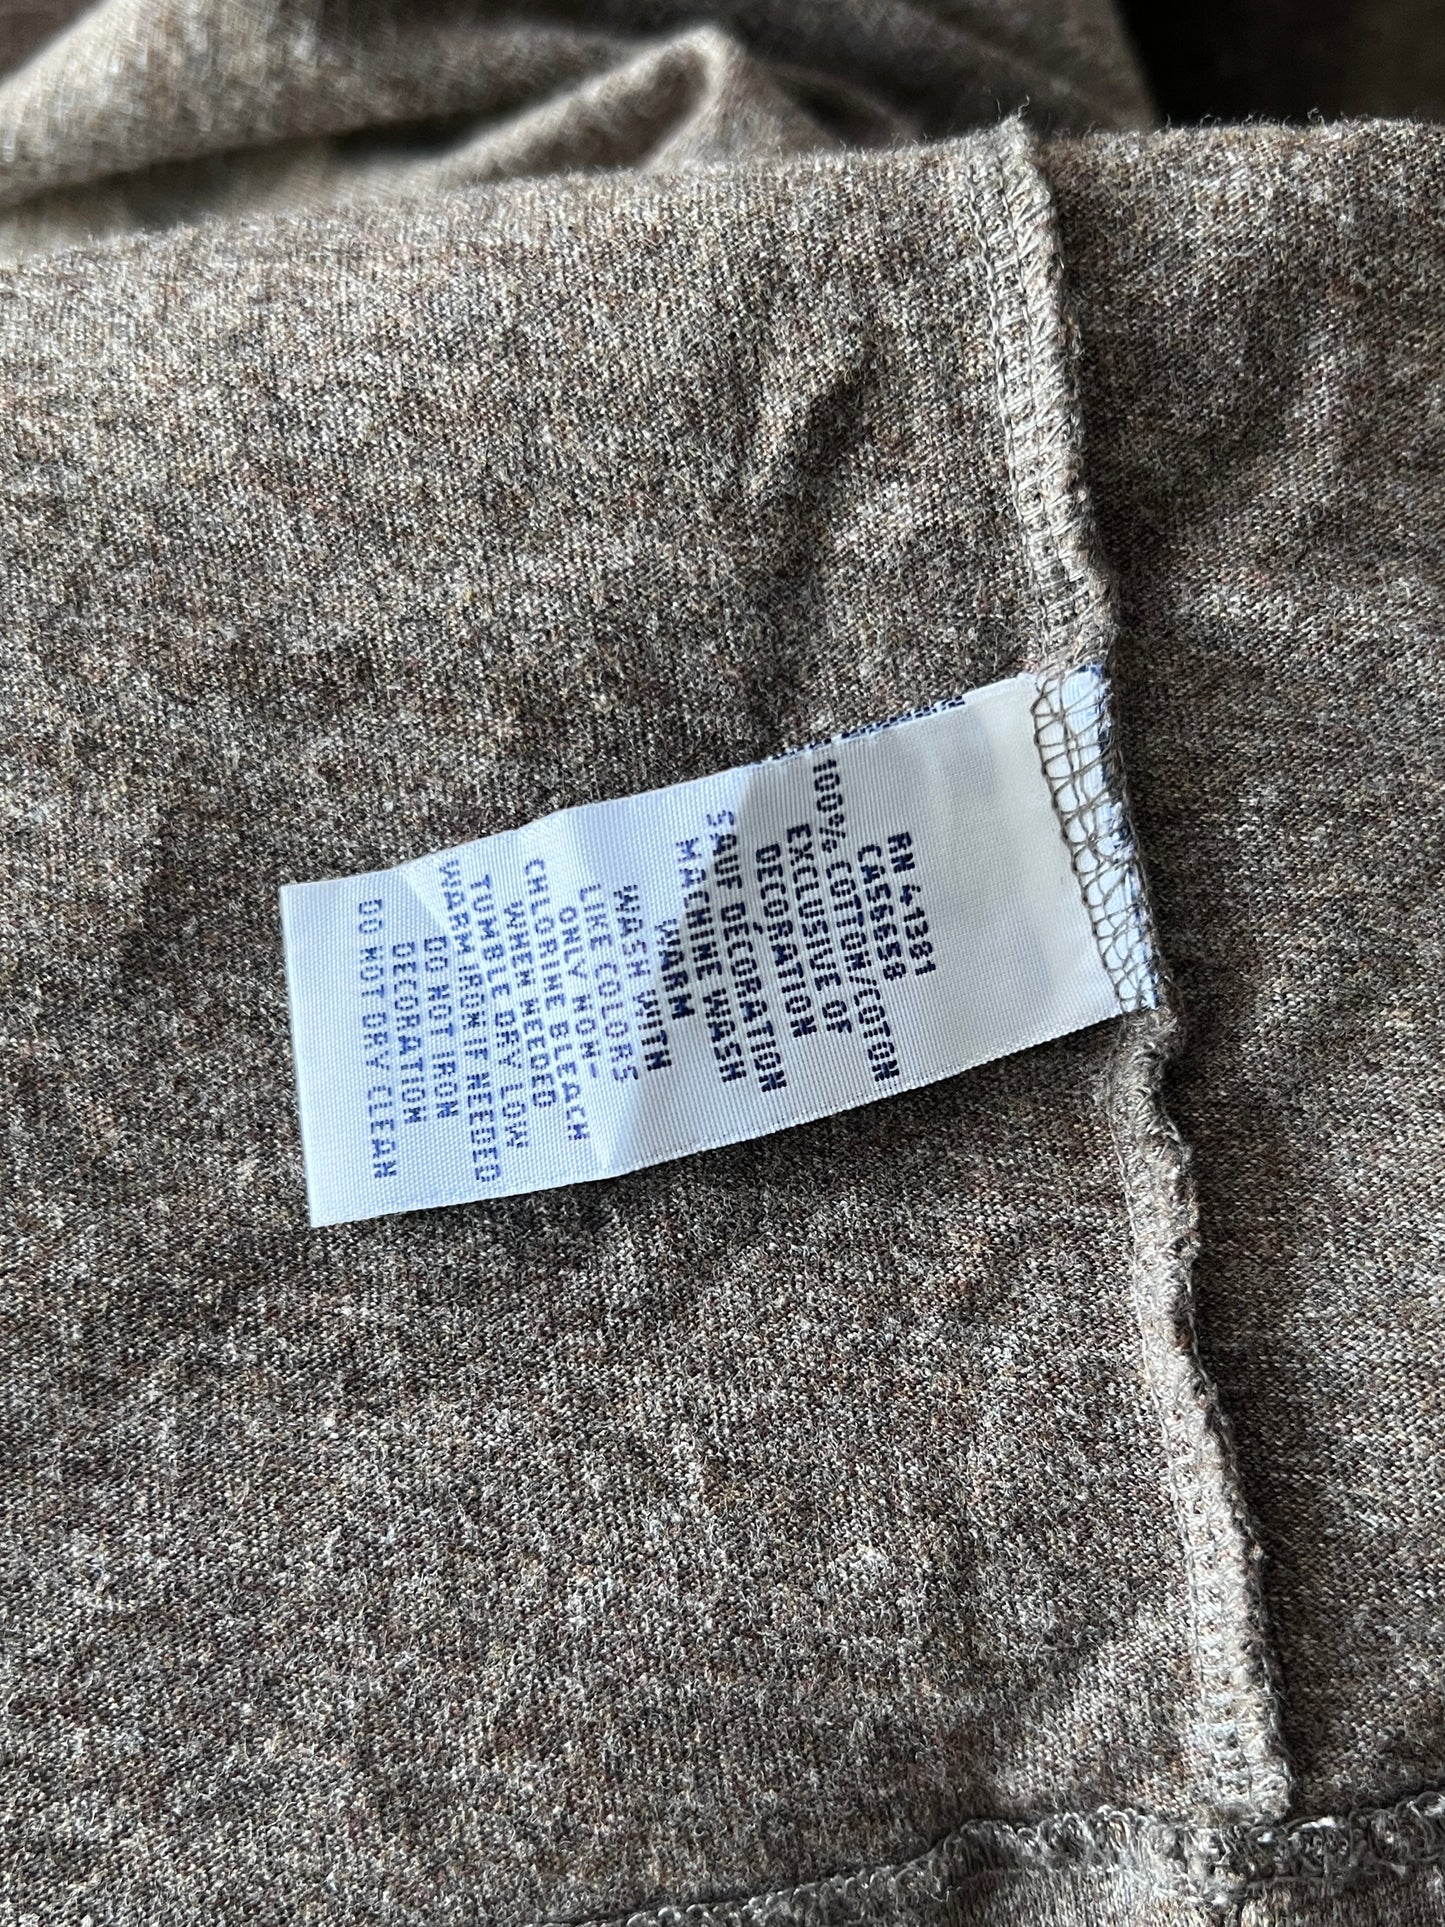 RN 41381
CA56658
100% COTTON/COTON
EXCLUSIVE OF
DECORATION
SAUF DÉCORATION
MACHINE WASH
WARM
WASH WITH
LIKE COLORS
ONLY NON-
CHLORINE BLEACH
WHEN NEEDED
TUMBLE DRY LOW
WARM IRON IF NEEDED
DO NOT IRON
DECORATION
DO NOT DRY CLEAN